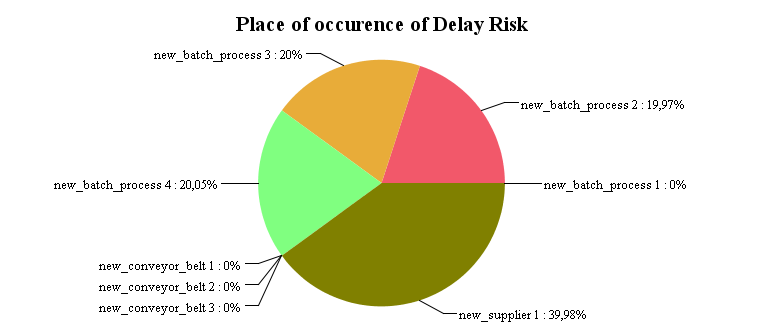 Place of occurence of Delay Risk
new_batch_process 3 : 20%
new_batch_process 2 : 19,97%
new_batch_process 4 : 20,05%
new_batch_process 1 : 0%
new_conveyor_belt 1 : 0%
new_conveyor_belt 2 : 0%
new_conveyor_belt 3 : 0%
new_supplier 1 : 39,98%